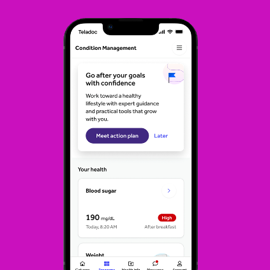 Teladoc
Condition Management
Go after your goals
with confidence
Work toward a healthy
lifestyle with expert guidance
and practical tools that grow
with you.
Meet action plan
Later
Your health
Blood sugar
190 mg/dL
High
Today, 8:20 AM
After breakfast
Weight